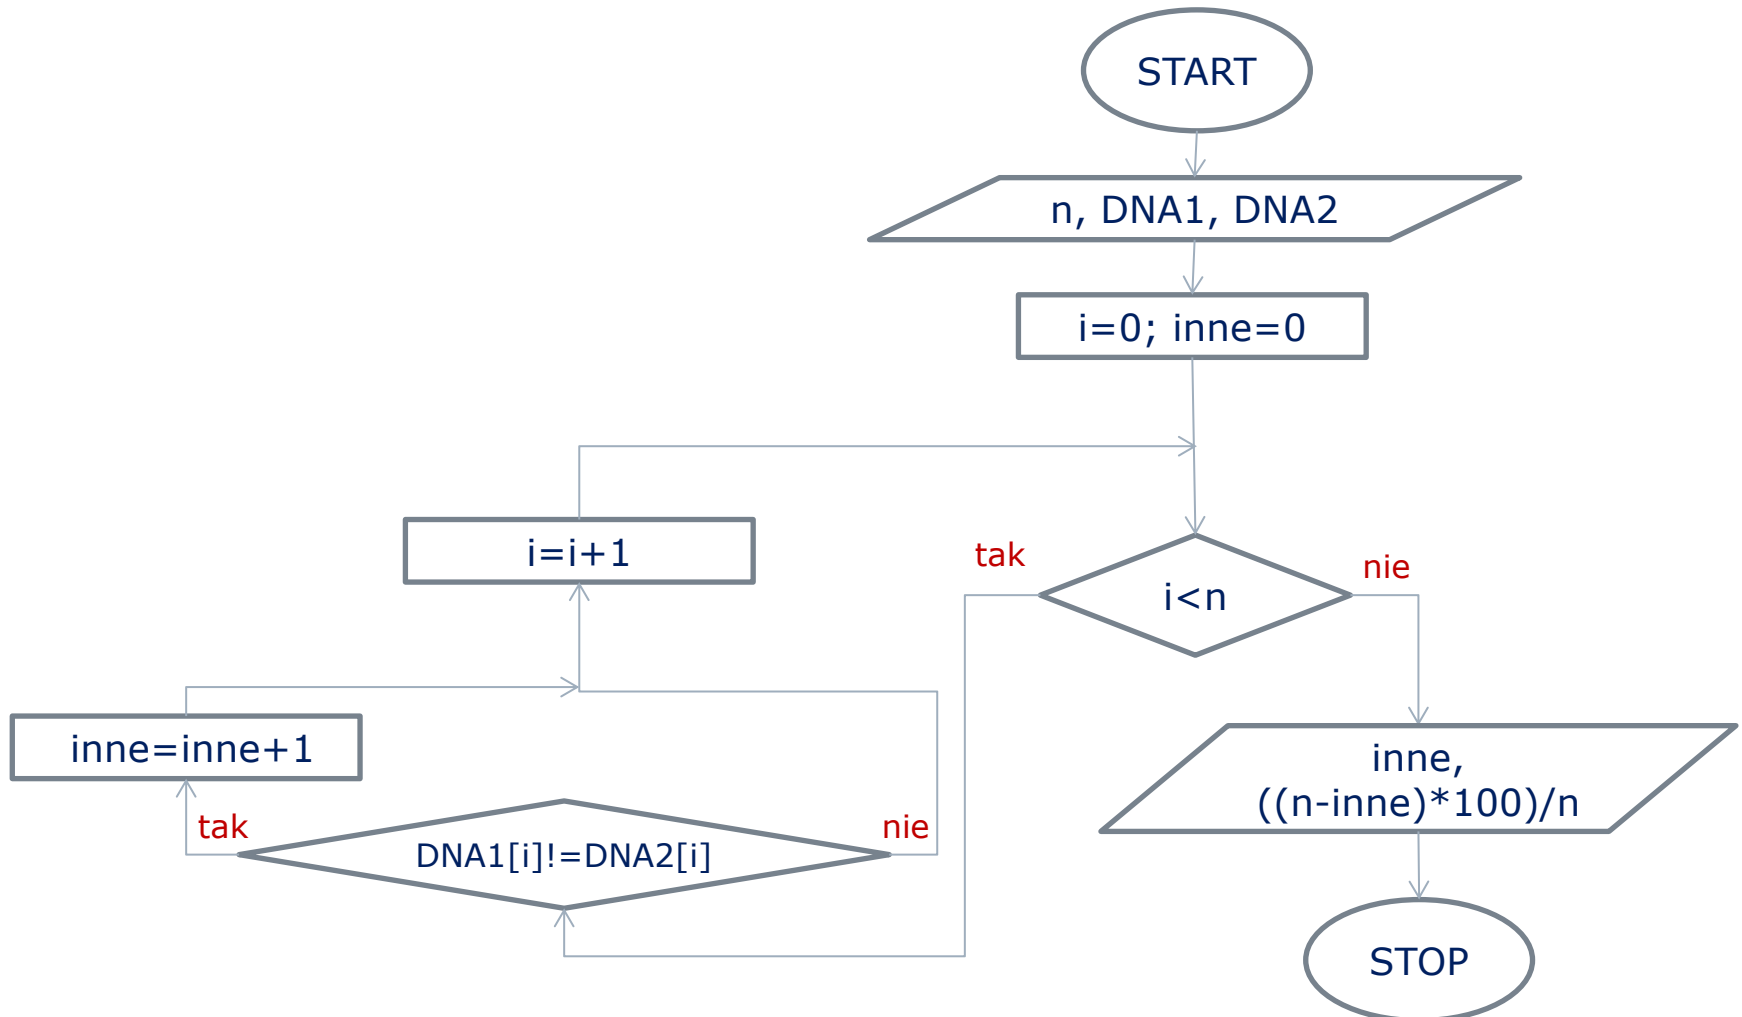 START
n, DNA1, DNA2
i=0; inne=0
i=i+1
tak
i<n
nie
inne=inne+1
inne,
((n-inne)*100)/n
tak
DNA1[i]!=DNA2[i]
nie
STOP